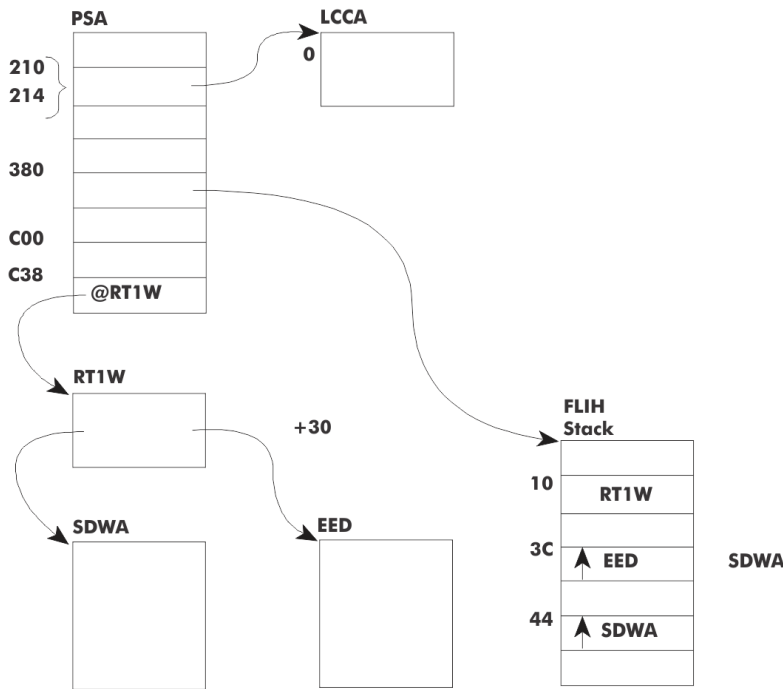 PSA
LCCA
0
210
214
380
C00
C38
@RT1W
RT1W
+30
FLIH
Stack
10
RT1W
SDWA
EED
3C
EED
SDWA
44
SDWA